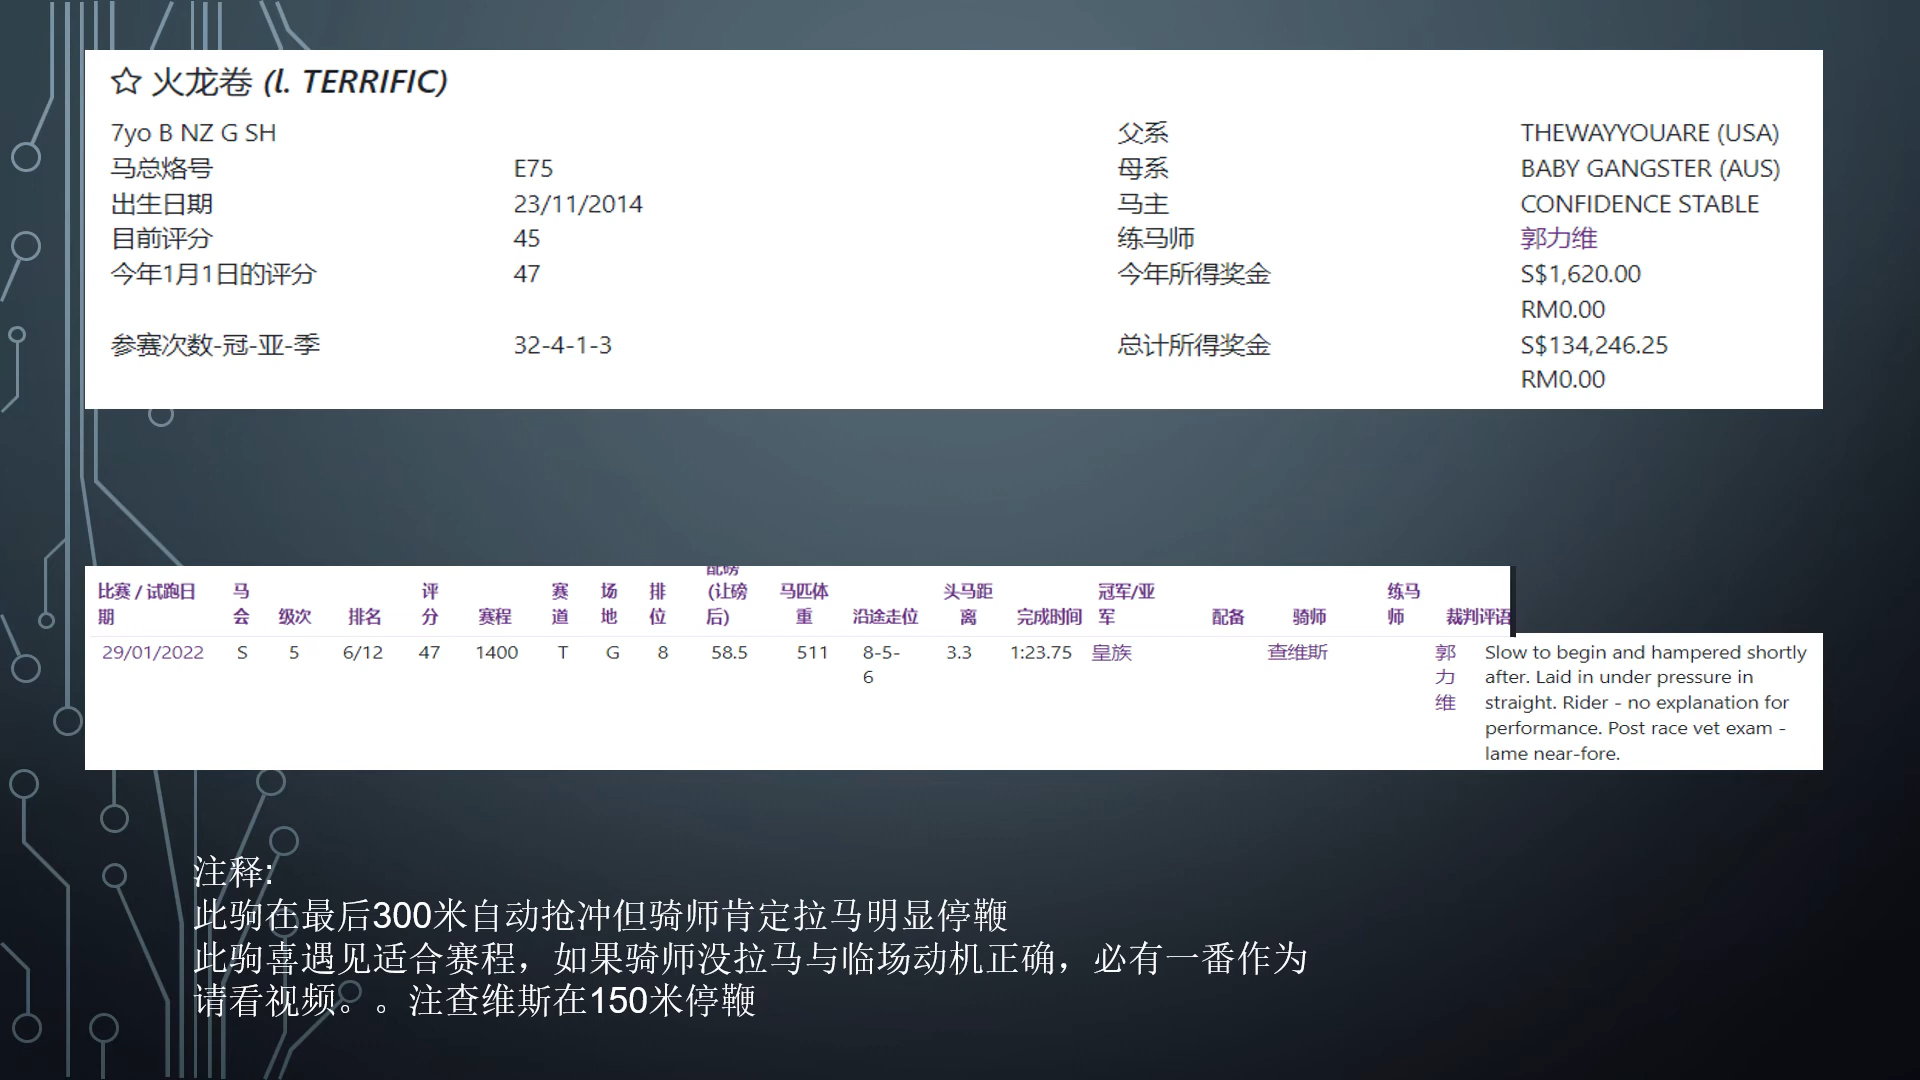 ☆ 火龙卷 (l. TERRIFIC)
7yo B NZ G SH
父系 THEWAYYOUARE (USA)
马总烙号 E75
母系 BABY GANGSTER (AUS)
出生日期 23/11/2014
马主 CONFIDENCE STABLE
目前评分 45
练马师 郭力维
今年1月1日的评分 47
今年所得奖金 S$1,620.00
RM0.00
参赛次数-冠-亚-季 32-4-1-3
总计所得奖金 S$134,246.25
RM0.00
比赛 / 试跑日期 马会 级次 排名 评分 赛程 赛道 场地 排位 配磅(让磅后) 马匹体重 沿途走位 头马距离 完成时间 冠军/亚军 配备 骑师 练马师 裁判评语
29/01/2022 S 5 6/12 47 1400 T G 8 58.5 511 8-5-6 3.3 1:23.75 皇族 查维斯 郭力维
Slow to begin and hampered shortly
after. Laid in under pressure in
straight. Rider - no explanation for
performance. Post race vet exam -
lame near-fore.
注释:
此驹在最后300米自动抢冲但骑师肯定拉马明显停鞭
此驹喜遇见适合赛程，如果骑师没拉马与临场动机正确，必有一番作为
请看视频。。注查维斯在150米停鞭